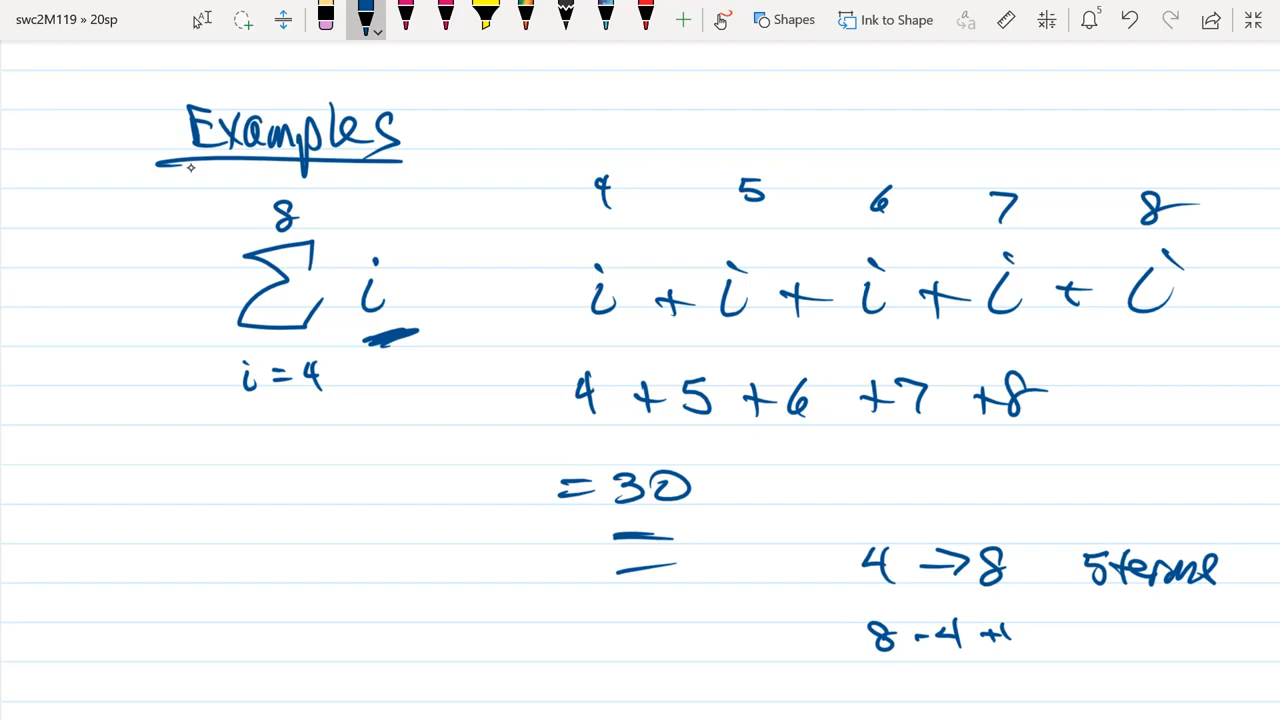 swc2M119 » 20sp
Shapes
Ink to Shape
5
Examples
8
∑ i
i = 4
4 5 6 7 8
i + i + i + i + i
4 + 5 + 6 + 7 + 8
= 30
4 → 8 5 terms
8 - 4 + 1